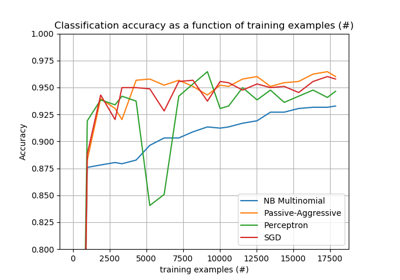 Classification accuracy as a function of training examples (#)
1.000
0.975
0.950
0.925
0.900
0.875
0.850
0.825
0.800
Accuracy
0
2500
5000
7500
10000
12500
15000
17500
training examples (#)
NB Multinomial
Passive-Aggressive
Perceptron
SGD